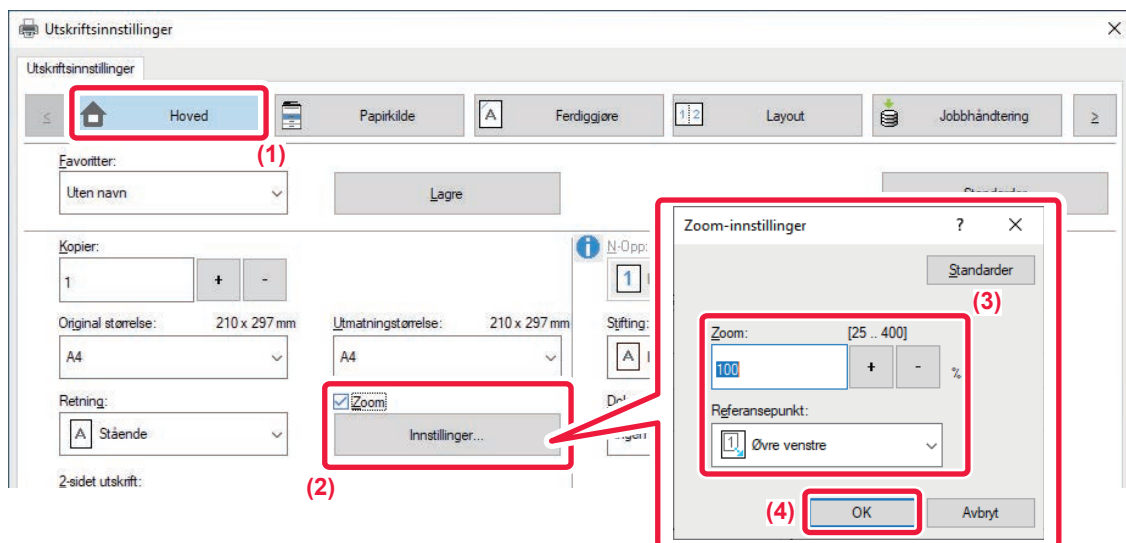 Utskriftsinnstillinger
Utskriftsinnstillinger
< Hoved Papirkilde Ferdiggjøre Layout Jobbhåndtering >
(1)
Favoritter:
Uten navn Lagre
Kopier: N-Opp:
1 + -
Original størrelse: 210 x 297 mm Utmatningstørrelse: 210 x 297 mm Stifting:
A4 A4
Retning: Zoom
Stående Innstillinger...
(2)
2-sidet utskrift:
Zoom-innstillinger ? X
Standarder
(3)
Zoom: [25 .. 400]
100 + - %
Referansepunkt:
Øvre venstre
(4) OK Avbryt